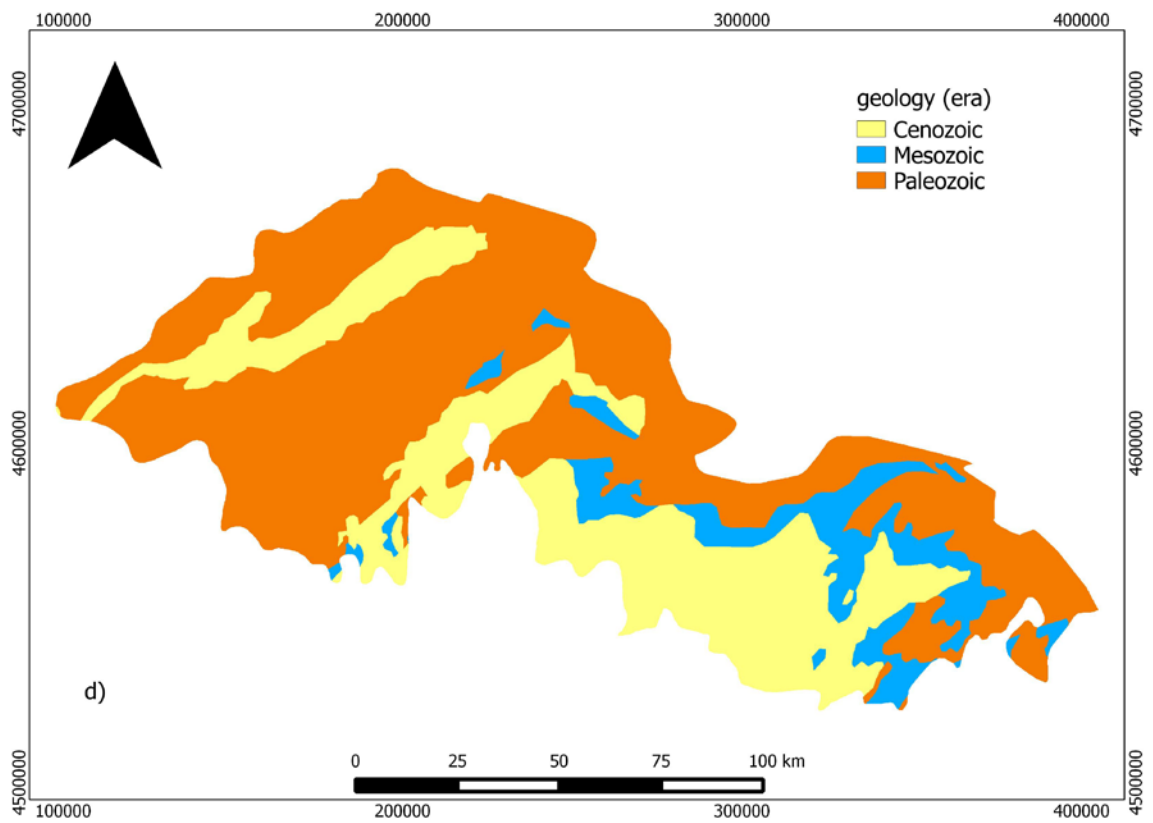 100000 200000 300000 400000
4700000 4700000
geology (era)
Cenozoic
Mesozoic
Paleozoic
4600000 4600000
d)
0 25 50 75 100 km
4500000 4500000
100000 200000 300000 400000